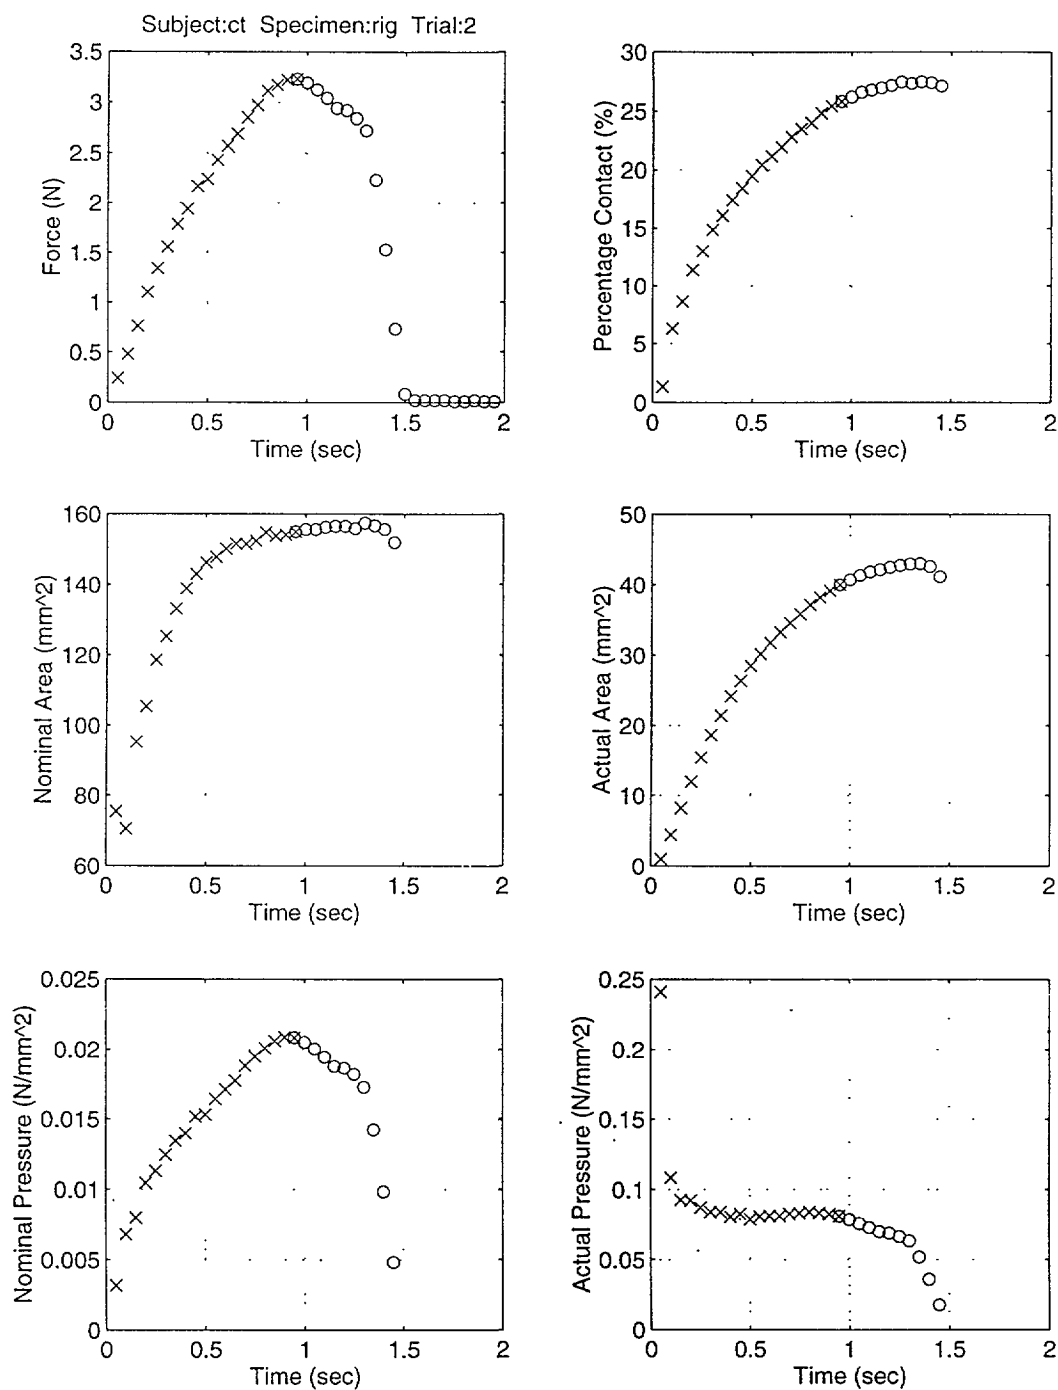 Subject:ct Specimen:rig Trial:2
3.5
3
2.5
2
1.5
1
0.5
0
Force (N)
0 0.5 1 1.5 2
Time (sec)
30
25
20
15
10
5
0
Percentage Contact (%)
0 0.5 1 1.5 2
Time (sec)
160
140
120
100
80
60
Nominal Area (mm^2)
0 0.5 1 1.5 2
Time (sec)
50
40
30
20
10
0
Actual Area (mm^2)
0 0.5 1 1.5 2
Time (sec)
0.025
0.02
0.015
0.01
0.005
0
Nominal Pressure (N/mm^2)
0 0.5 1 1.5 2
Time (sec)
0.25
0.2
0.15
0.1
0.05
0
Actual Pressure (N/mm^2)
0 0.5 1 1.5 2
Time (sec)